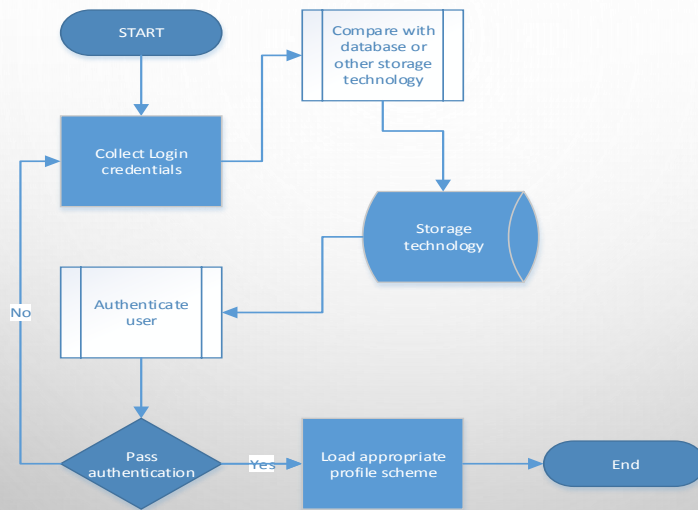 START
Compare with
database or
other storage
technology
Collect Login
credentials
Storage
technology
Authenticate
user
No
Pass
authentication
Yes
Load appropriate
profile scheme
End